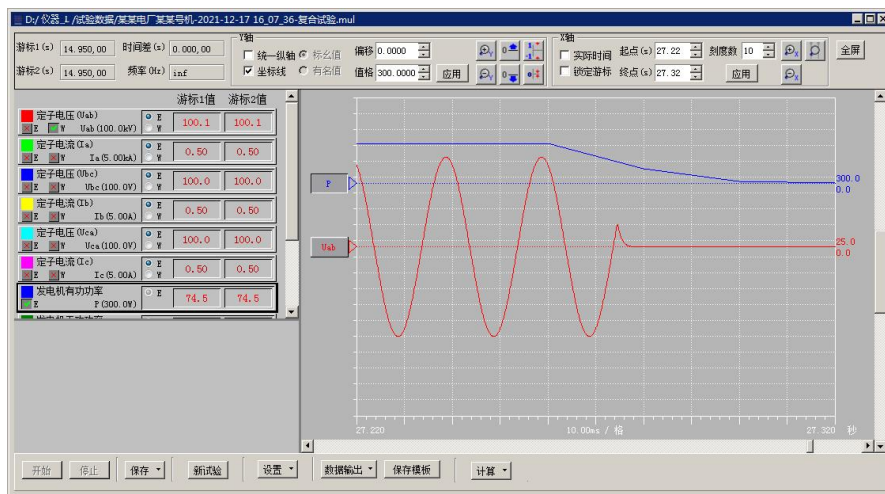 D:/ 仪器_L /试验数据/某某电厂某某号机-2021-12-17 16_07_36-复合试验.mul
游标1(s) 14.950,00 时间差(s) 0.000,00
游标2(s) 14.950,00 频率(Hz) inf
Y轴
统一纵轴 标幺值 偏移 0.0000
坐标线 有名值 值格 300.0000 应用
X轴
实际时间 起点(s) 27.22 刻度数 10
锁定游标 终点(s) 27.32 应用
全屏
游标1值 游标2值
定子电压(Uab) E 100.1 100.1
E Y Uab(100.0kV) Y
定子电流(Ia) E 0.50 0.50
E Y Ia(5.00kA) Y
定子电压(Ubc) E 100.0 100.0
E Y Ubc(100.0V) Y
定子电流(Ib) E 0.50 0.50
E Y Ib(5.00A) Y
定子电压(Uca) E 100.0 100.0
E Y Uca(100.0V) Y
定子电流(Ic) E 0.50 0.50
E Y Ic(5.00A) Y
发电机有功功率 E 74.5 74.5
E P(300.0W)
P
300.0
0.0
Uab
25.0
0.0
27.220 10.00ms / 格 27.320 秒
开始 停止 保存 新试验 设置 数据输出 保存模板 计算